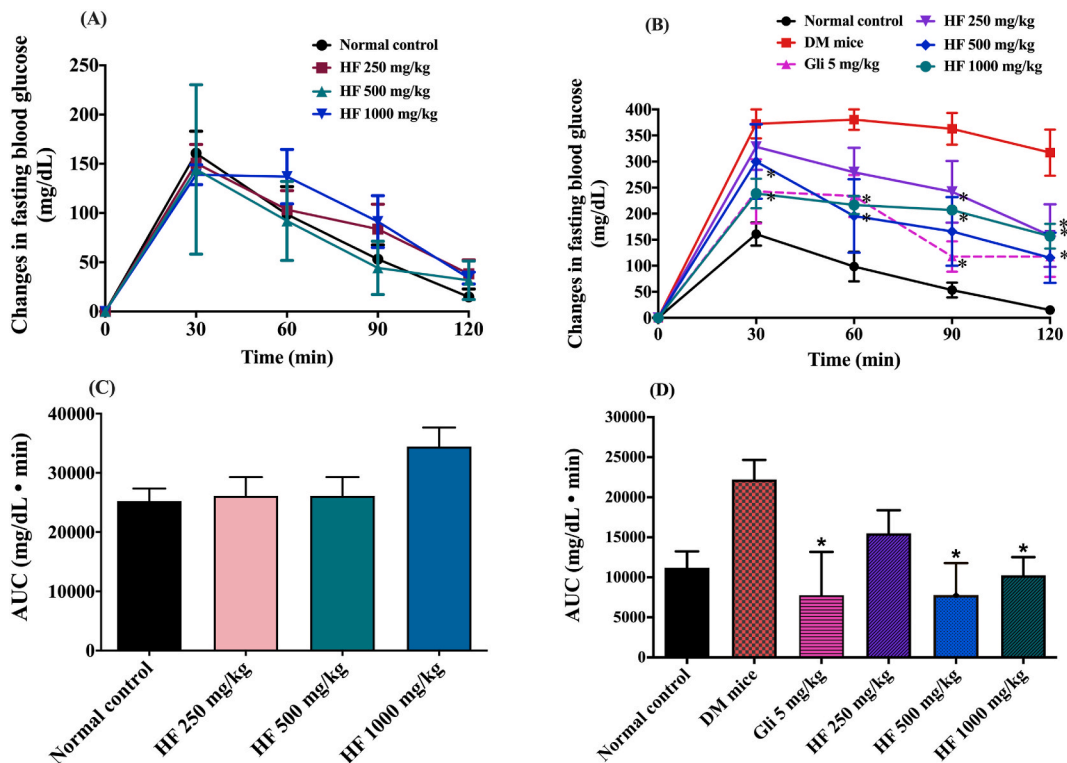 (A)
Normal control
HF 250 mg/kg
HF 500 mg/kg
HF 1000 mg/kg
Changes in fasting blood glucose
(mg/dL)
250
200
150
100
50
0
0 30 60 90 120
Time (min)
(B)
Normal control
DM mice
Gli 5 mg/kg
HF 250 mg/kg
HF 500 mg/kg
HF 1000 mg/kg
Changes in fasting blood glucose
(mg/dL)
400
350
300
250
200
150
100
50
0
* * * * * * * * * *
0 30 60 90 120
Time (min)
(C)
AUC (mg/dL • min)
40000
30000
20000
10000
0
Normal control
HF 250 mg/kg
HF 500 mg/kg
HF 1000 mg/kg
(D)
AUC (mg/dL • min)
30000
25000
20000
15000
10000
5000
0
* * *
Normal control
DM mice
Gli 5 mg/kg
HF 250 mg/kg
HF 500 mg/kg
HF 1000 mg/kg